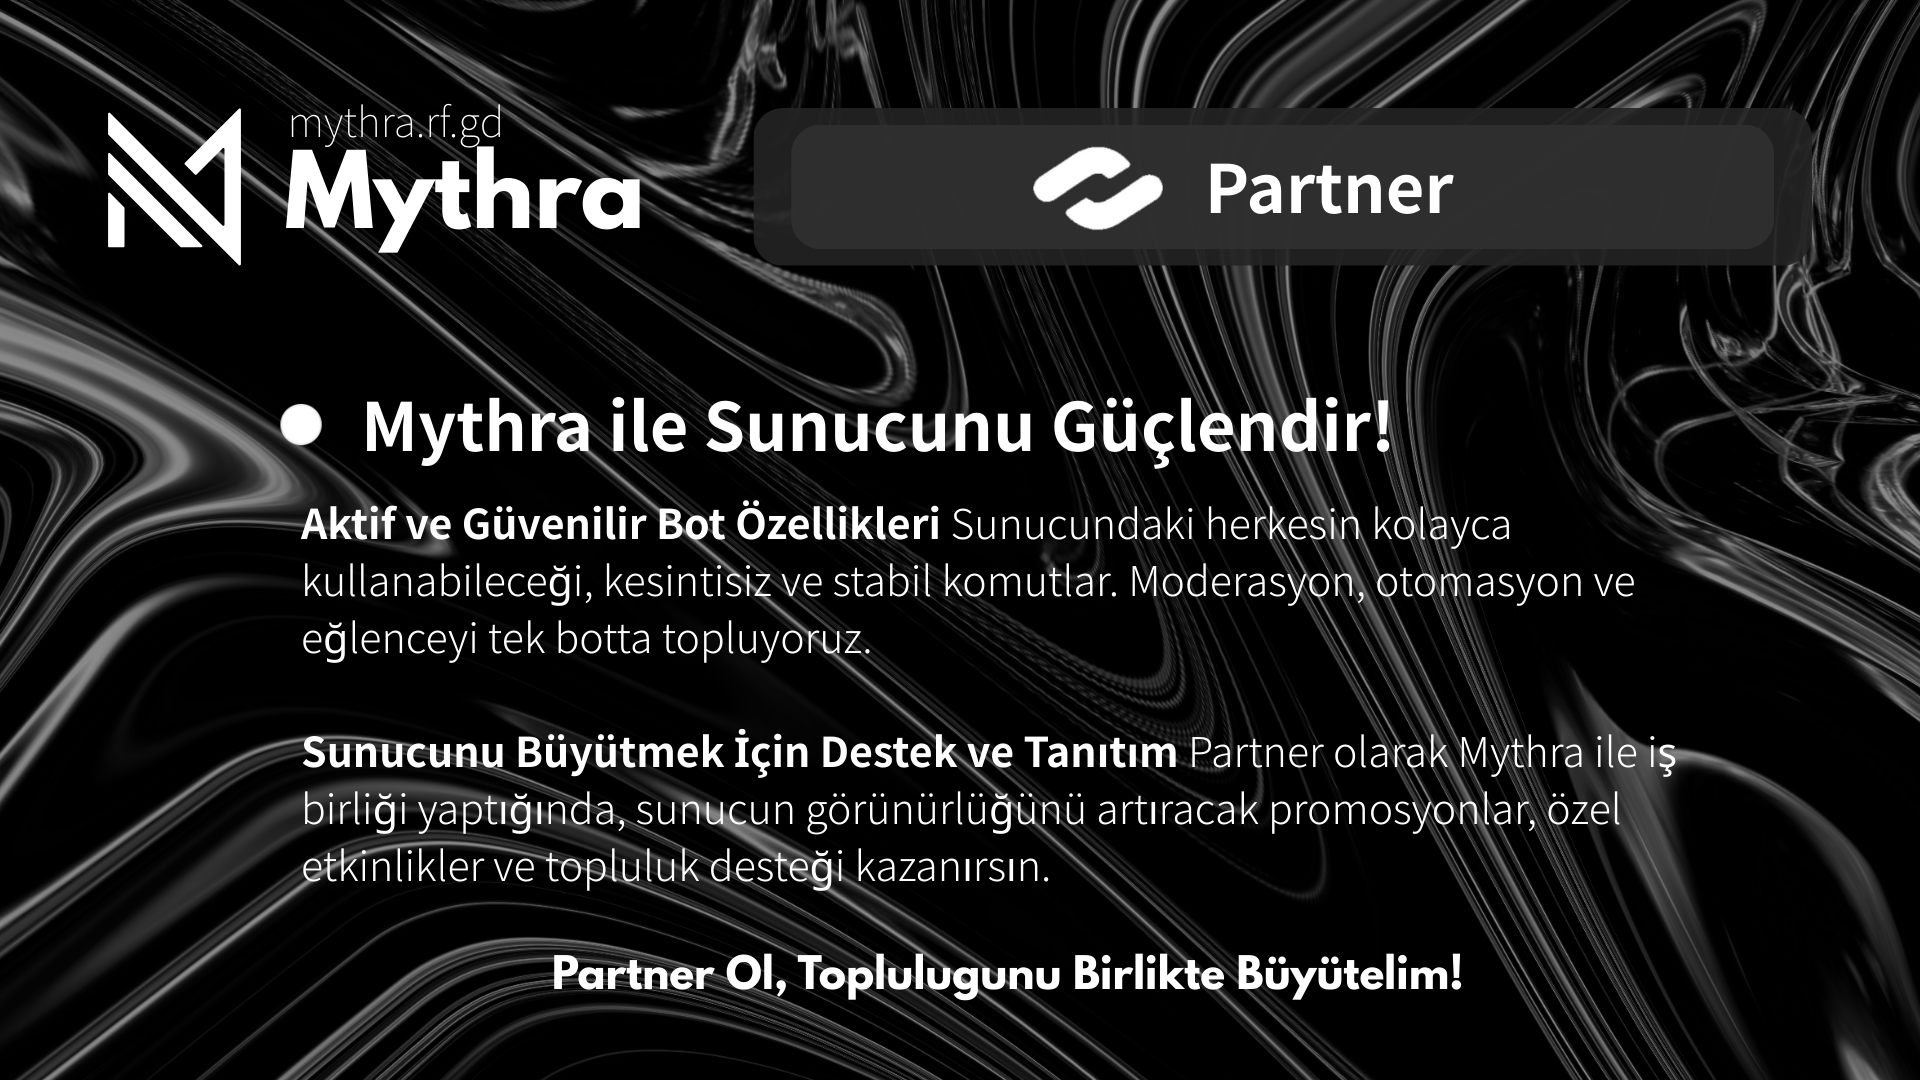 mythra.rf.gd
Mythra
Partner
Mythra ile Sunucunu Güçlendir!
Aktif ve Güvenilir Bot Özellikleri Sunucundaki herkesin kolayca
kullanabileceği, kesintisiz ve stabil komutlar. Moderasyon, otomasyon ve
eğlenceyi tek botta topluyoruz.
Sunucunu Büyütmek İçin Destek ve Tanıtım Partner olarak Mythra ile iş
birliği yaptığında, sunucun görünürlüğünü artıracak promosyonlar, özel
etkinlikler ve topluluk desteği kazanırsın.
Partner Ol, Toplulugunu Birlikte Büyütelim!